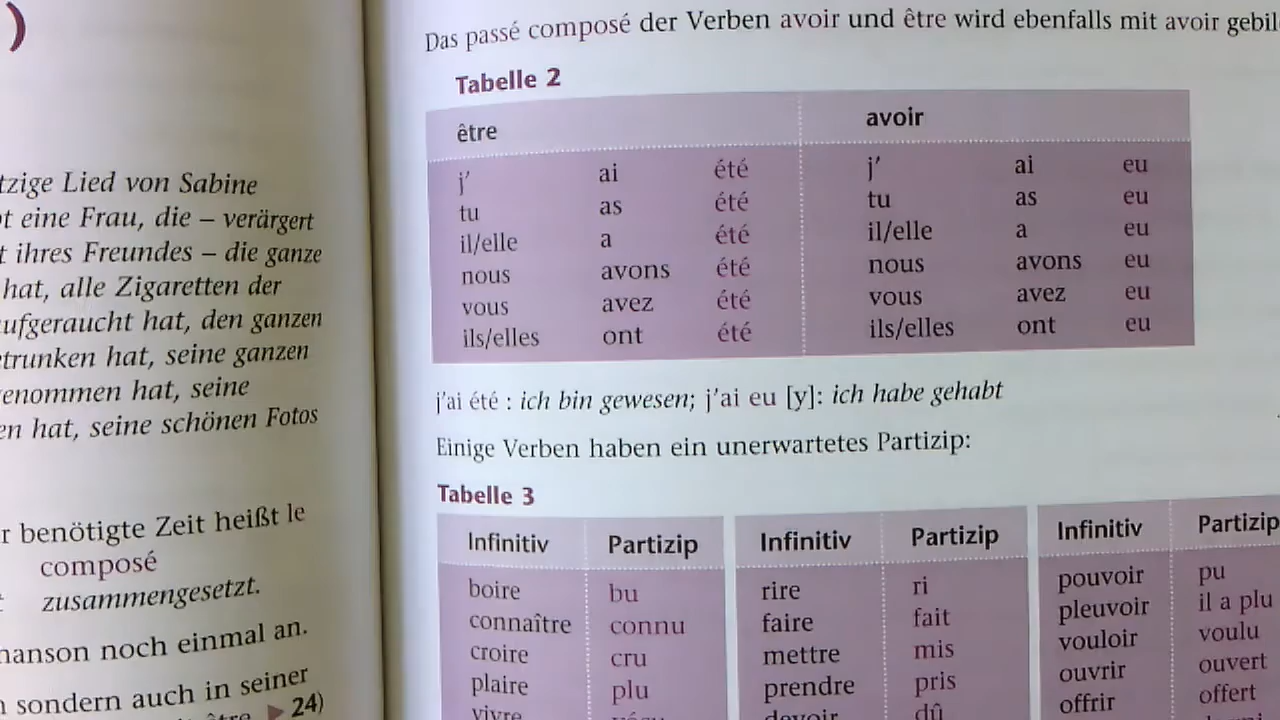 )
tzige Lied von Sabine
t eine Frau, die – verärgert
t ihres Freundes – die ganze
hat, alle Zigaretten der
ufgeraucht hat, den ganzen
trunken hat, seine ganzen
enommen hat, seine
en hat, seine schönen Fotos
r benötigte Zeit heißt le
composé
zusammengesetzt.
hanson noch einmal an.
sondern auch in seiner
être ▶ 24)
Das passé composé der Verben avoir und être wird ebenfalls mit avoir gebil
Tabelle 2
être avoir
j' ai été j' ai eu
tu as été tu as eu
il/elle a été il/elle a eu
nous avons été nous avons eu
vous avez été vous avez eu
ils/elles ont été ils/elles ont eu
j'ai été : ich bin gewesen; j'ai eu [y]: ich habe gehabt
Einige Verben haben ein unerwartetes Partizip:
Tabelle 3
Infinitiv Partizip Infinitiv Partizip Infinitiv Partizip
boire bu rire ri pouvoir pu
connaître connu faire fait pleuvoir il a plu
croire cru mettre mis vouloir voulu
plaire plu prendre pris ouvrir ouvert
vivre vécu devoir dû offrir offert